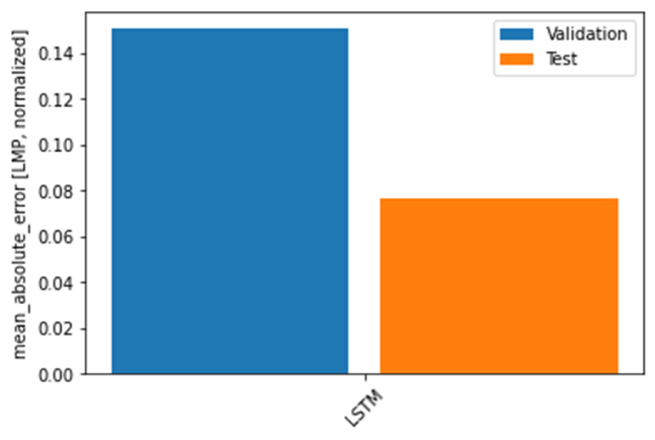 Validation
Test
mean_absolute_error [LMP, normalized]
0.14
0.12
0.10
0.08
0.06
0.04
0.02
0.00
LSTM